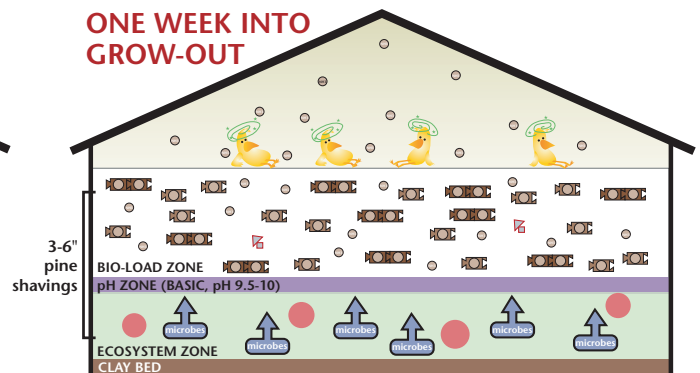 ONE WEEK INTO
GROW-OUT
3-6"
pine
shavings
BIO-LOAD ZONE
pH ZONE (BASIC, pH 9.5-10)
microbes
microbes
microbes
microbes
microbes
microbes
ECOSYSTEM ZONE
CLAY BED